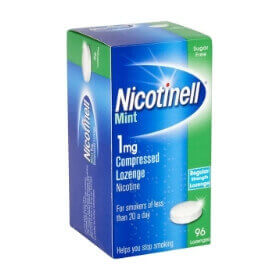 Sugar
Free
Nicotinell
Mint
1mg
Compressed
Lozenge
Nicotine
Regular
Strength
Lozenge
For smokers of less
than 20 a day
96
Lozenges
Helps you stop smoking